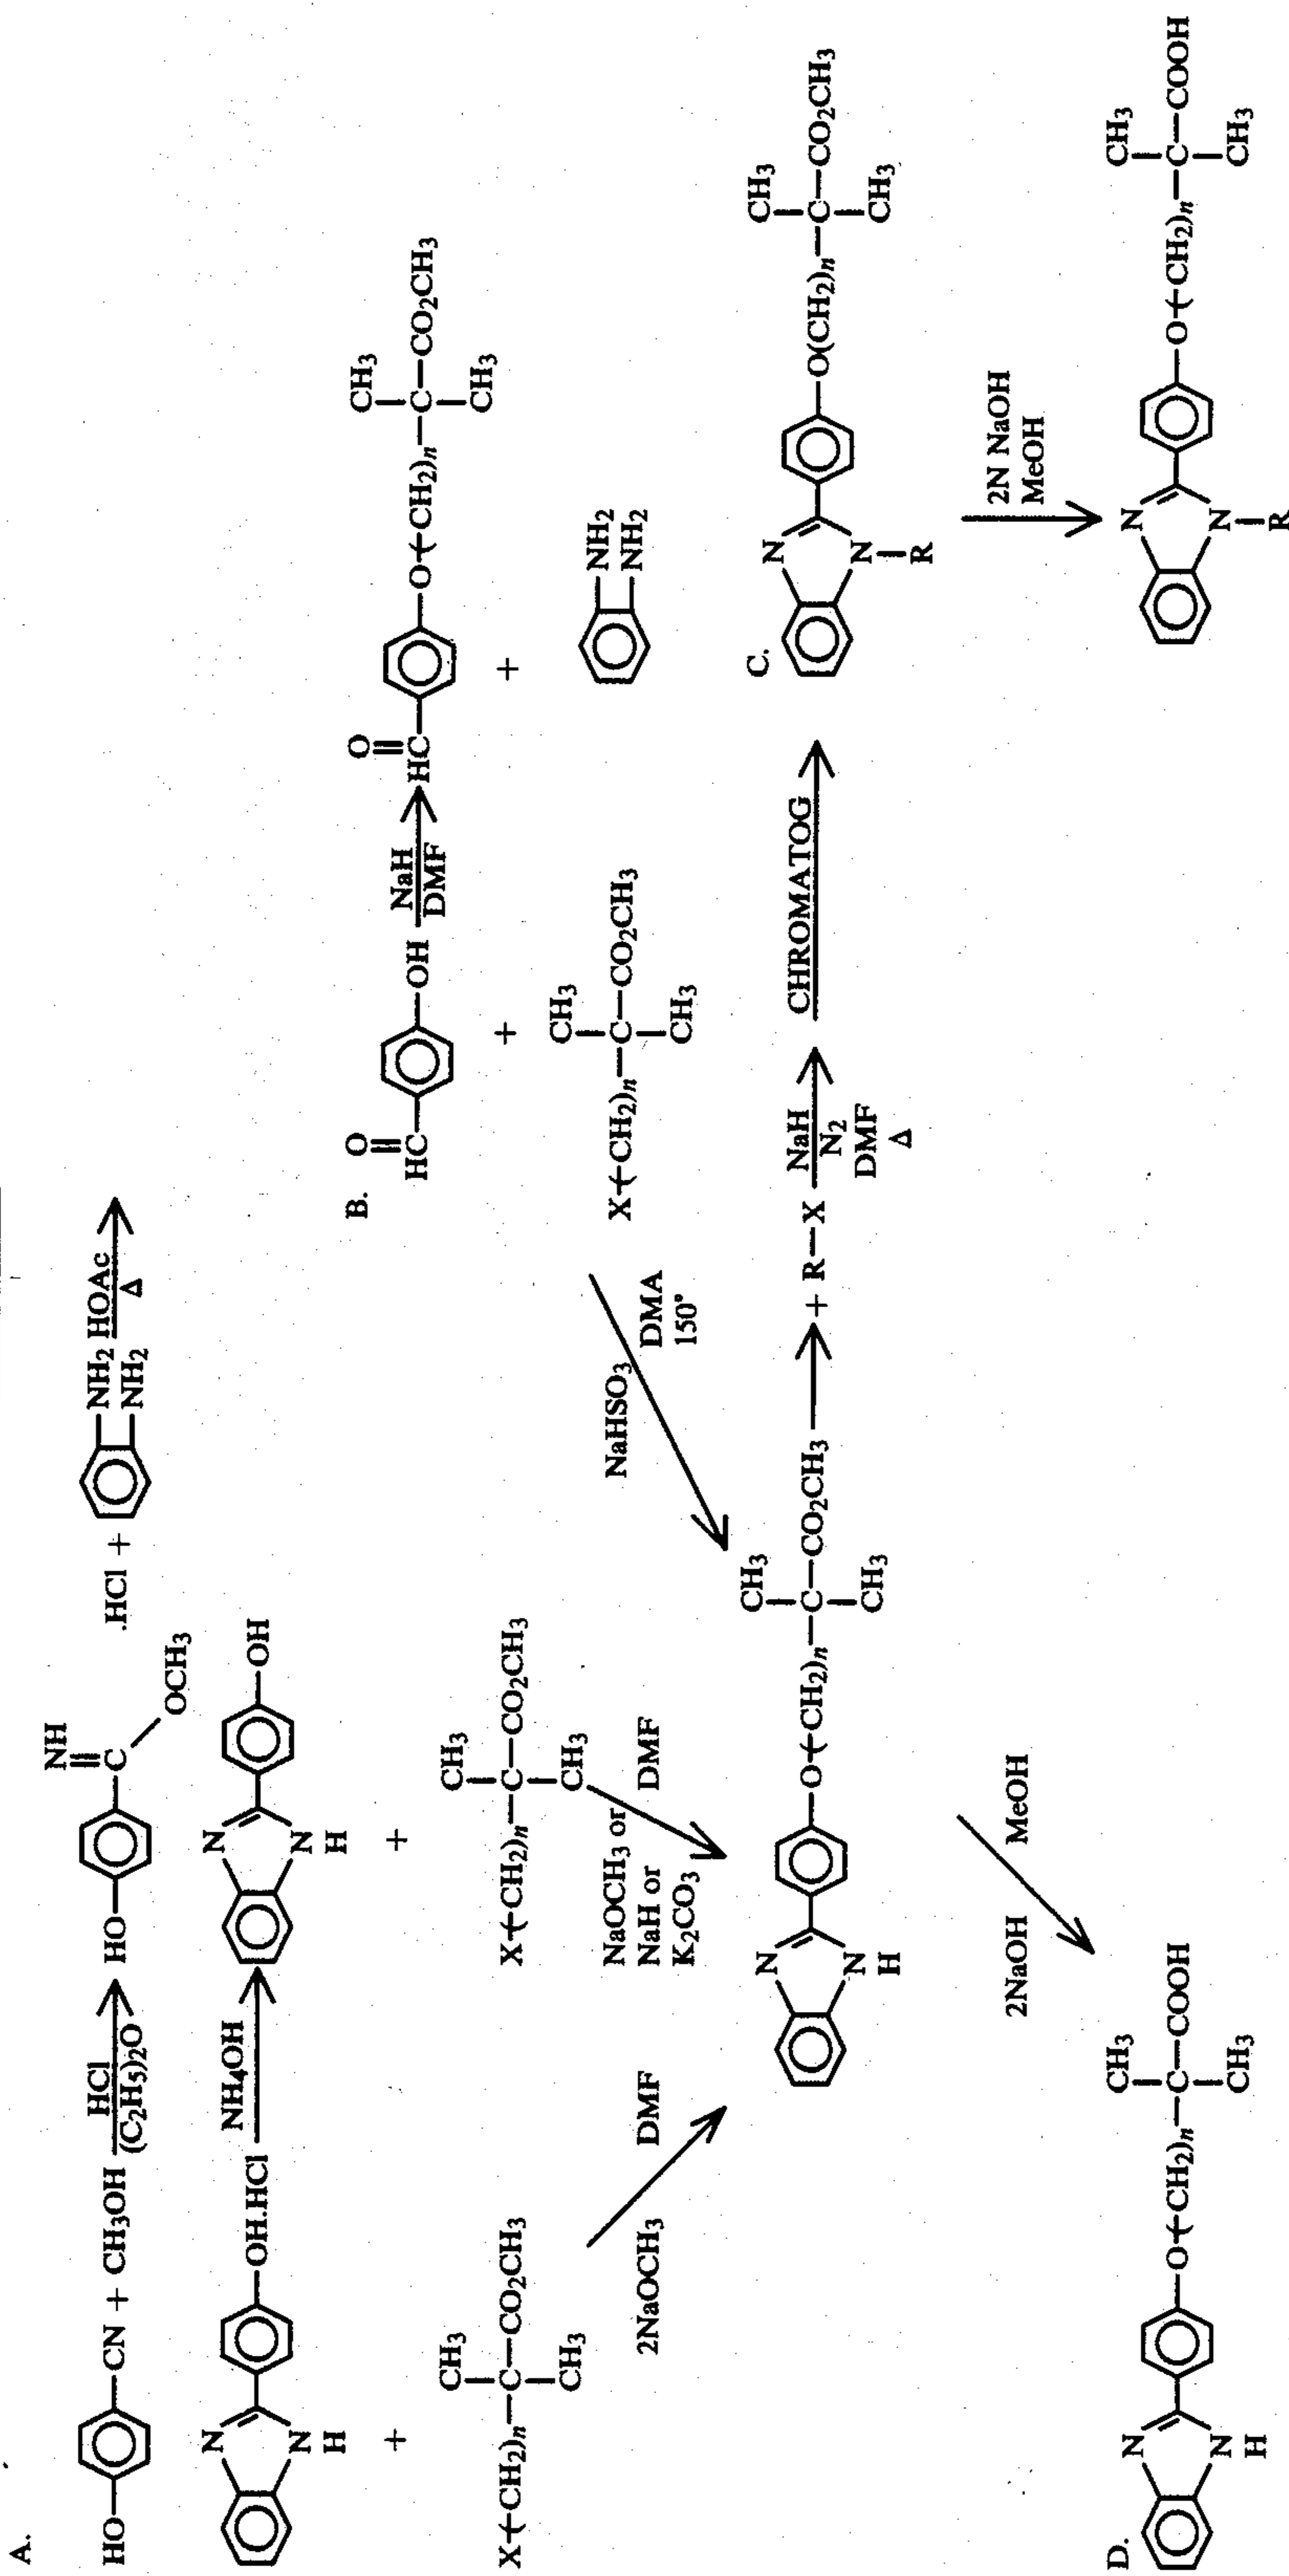 A.
HO CN + CH3OH HCl (C2H5)2O HO NH C OCH3 .HCl + NH2 NH2 HOAc Δ
N N H OH.HCl NH4OH N N H OH
+ +
X(CH2)n C CH3 CH3 CO2CH3 X(CH2)n C CH3 CH3 CO2CH3
2NaOCH3 DMF NaOCH3 or NaH or K2CO3 DMF
B.
O HC OH NaH DMF O HC O(CH2)n C CH3 CH3 CO2CH3
+ +
X(CH2)n C CH3 CH3 CO2CH3 NH2 NH2
NaHSO3 DMA 150°
N N H O(CH2)n C CH3 CH3 CO2CH3 + R—X NaH N2 DMF Δ CHROMATOG
C.
N N R O(CH2)n C CH3 CH3 CO2CH3
2NaOH MeOH 2N NaOH MeOH
D.
N N H O(CH2)n C CH3 CH3 COOH N N R O(CH2)n C CH3 CH3 COOH